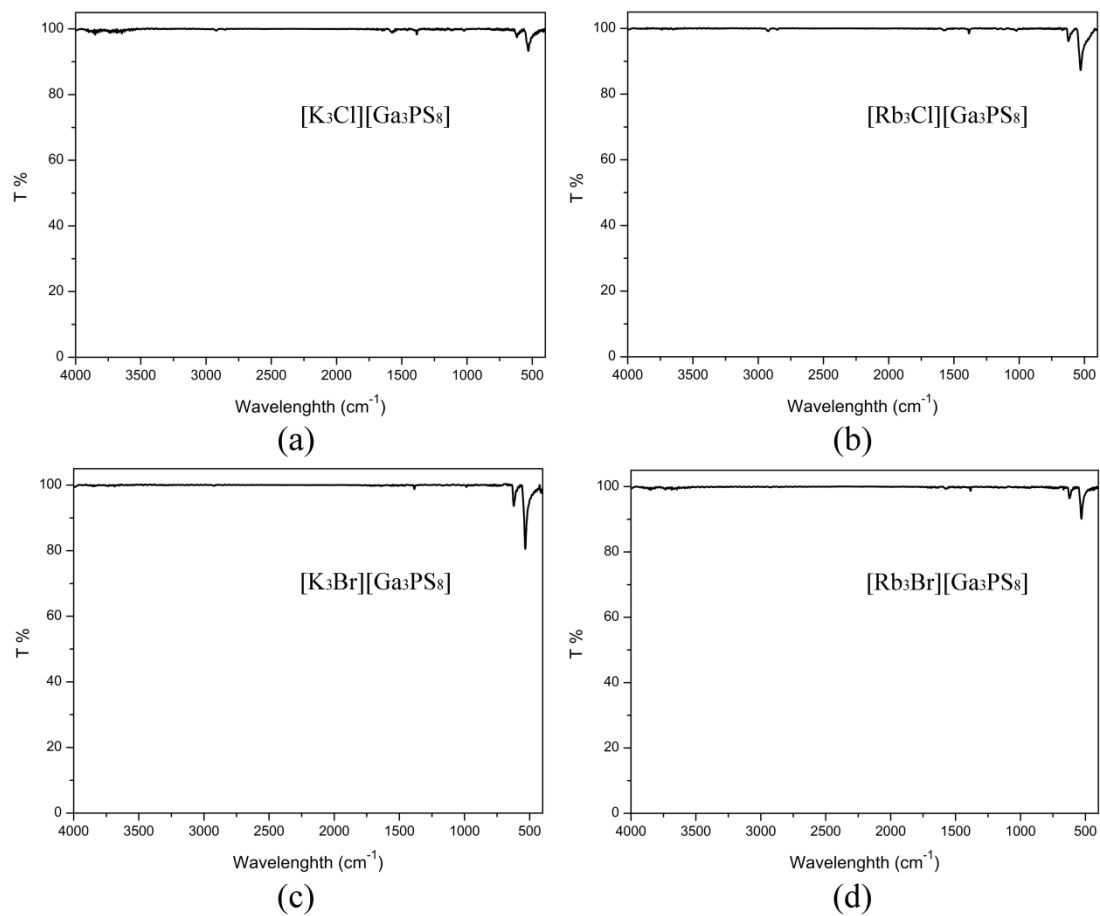 100
80
60
40
20
0
T %
[K₃Cl][Ga₃PS₈]
4000 3500 3000 2500 2000 1500 1000 500
Wavelenghth (cm⁻¹)
(a)
100
80
60
40
20
0
T %
[Rb₃Cl][Ga₃PS₈]
4000 3500 3000 2500 2000 1500 1000 500
Wavelenghth (cm⁻¹)
(b)
100
80
60
40
20
0
T %
[K₃Br][Ga₃PS₈]
4000 3500 3000 2500 2000 1500 1000 500
Wavelenghth (cm⁻¹)
(c)
100
80
60
40
20
0
T %
[Rb₃Br][Ga₃PS₈]
4000 3500 3000 2500 2000 1500 1000 500
Wavelenghth (cm⁻¹)
(d)